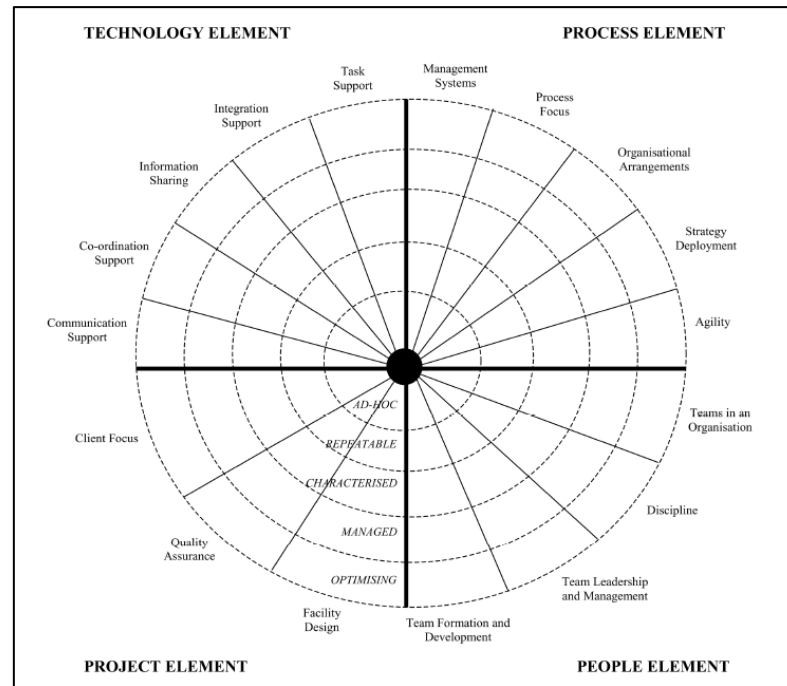 TECHNOLOGY ELEMENT
PROCESS ELEMENT
Task
Support
Management
Systems
Integration
Support
Process
Focus
Information
Sharing
Organisational
Arrangements
Co-ordination
Support
Strategy
Deployment
Communication
Support
Agility
AD-HOC
REPEATABLE
CHARACTERISED
MANAGED
OPTIMISING
Client Focus
Teams in an
Organisation
Quality
Assurance
Discipline
Facility
Design
Team Leadership
and Management
Team Formation and
Development
PROJECT ELEMENT
PEOPLE ELEMENT